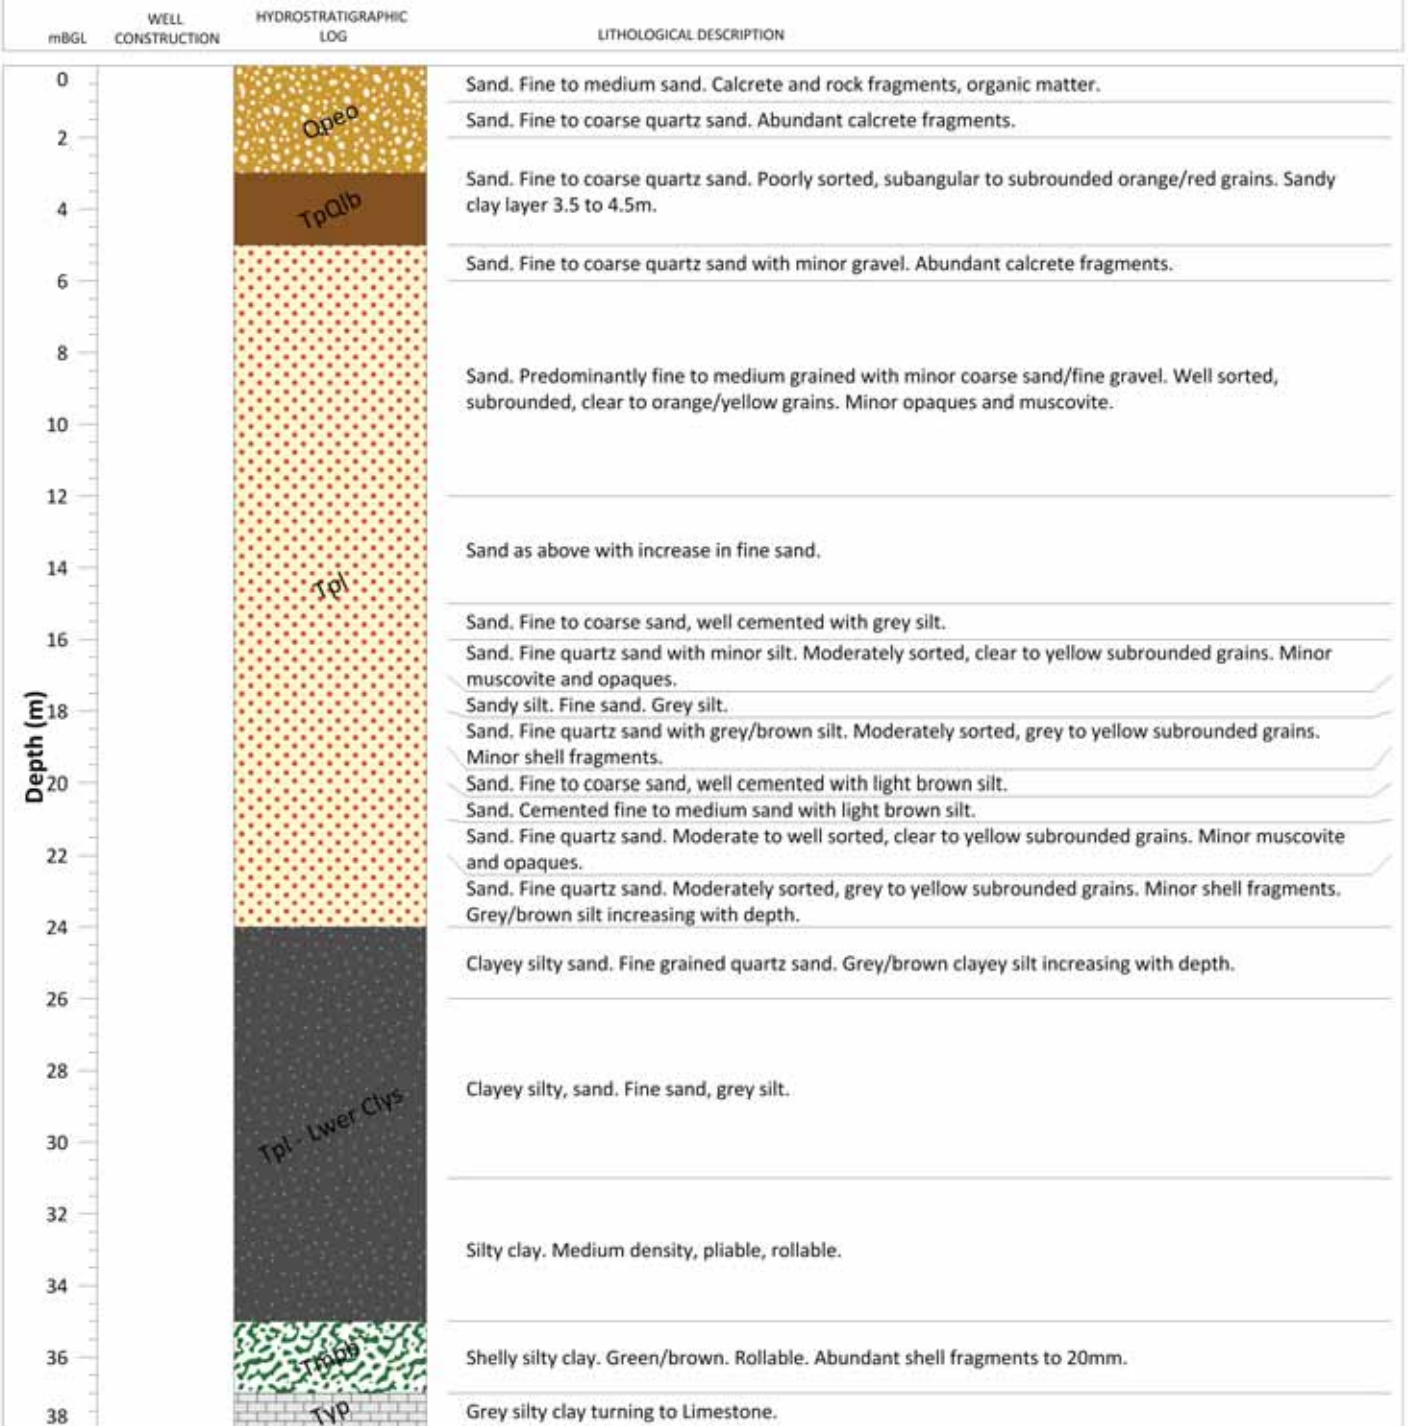 mBGL
WELL
CONSTRUCTION
HYDROSTRATIGRAPHIC
LOG
LITHOLOGICAL DESCRIPTION
0
Sand. Fine to medium sand. Calcrete and rock fragments, organic matter.
Qpeo
Sand. Fine to coarse quartz sand. Abundant calcrete fragments.
2
Sand. Fine to coarse quartz sand. Poorly sorted, subangular to subrounded orange/red grains. Sandy
clay layer 3.5 to 4.5m.
4
TpQlb
Sand. Fine to coarse quartz sand with minor gravel. Abundant calcrete fragments.
6
8
Sand. Predominantly fine to medium grained with minor coarse sand/fine gravel. Well sorted,
subrounded, clear to orange/yellow grains. Minor opaques and muscovite.
10
12
Sand as above with increase in fine sand.
14
Tpl
Sand. Fine to coarse sand, well cemented with grey silt.
16
Sand. Fine quartz sand with minor silt. Moderately sorted, clear to yellow subrounded grains. Minor
muscovite and opaques.
Sandy silt. Fine sand. Grey silt.
Depth (m)
18
Sand. Fine quartz sand with grey/brown silt. Moderately sorted, grey to yellow subrounded grains.
Minor shell fragments.
20
Sand. Fine to coarse sand, well cemented with light brown silt.
Sand. Cemented fine to medium sand with light brown silt.
Sand. Fine quartz sand. Moderate to well sorted, clear to yellow subrounded grains. Minor muscovite
and opaques.
22
Sand. Fine quartz sand. Moderately sorted, grey to yellow subrounded grains. Minor shell fragments.
Grey/brown silt increasing with depth.
24
Clayey silty sand. Fine grained quartz sand. Grey/brown clayey silt increasing with depth.
26
28
Clayey silty, sand. Fine sand, grey silt.
Tpl - Lwer Clys
30
32
Silty clay. Medium density, pliable, rollable.
34
36
Tmpb
Shelly silty clay. Green/brown. Rollable. Abundant shell fragments to 20mm.
38
Typ
Grey silty clay turning to Limestone.